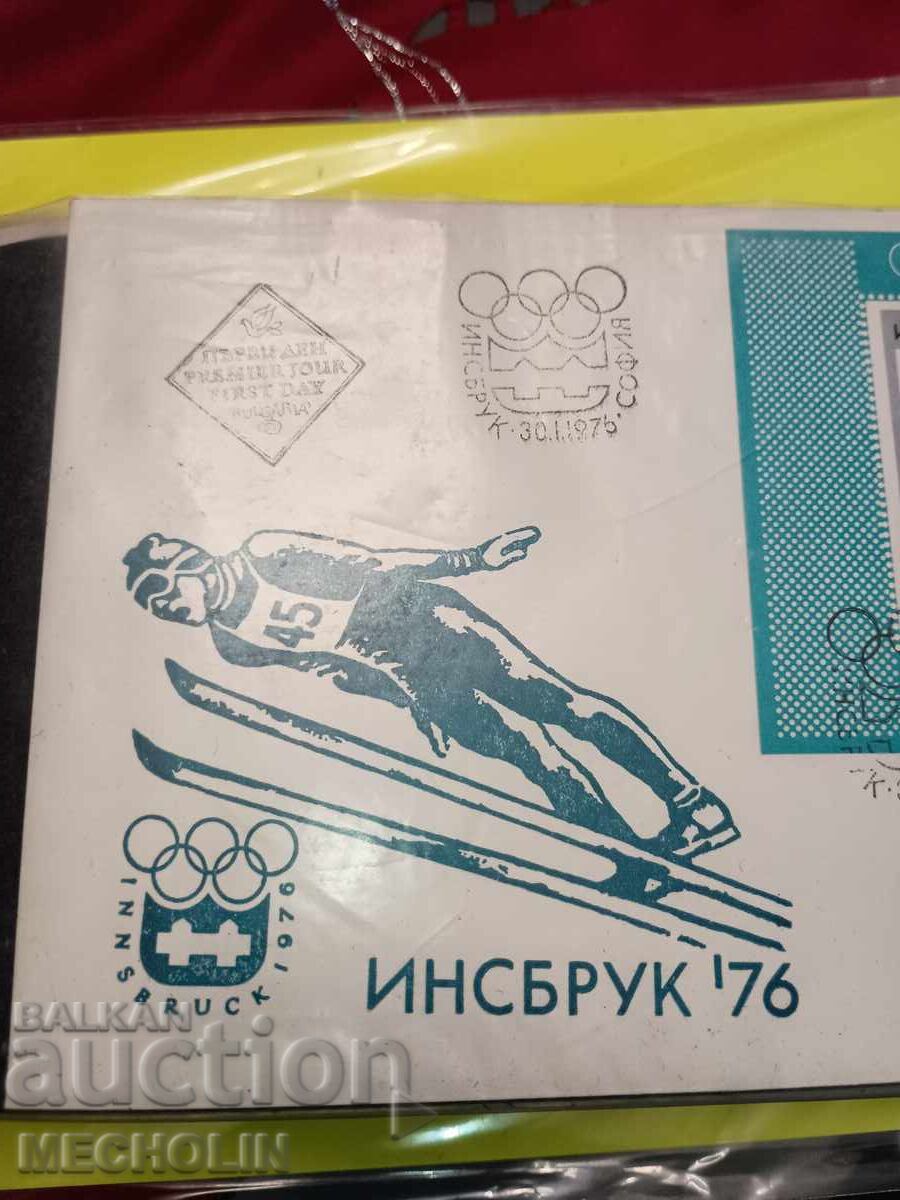 ПЪРВИ ДЕН
PREMIER JOUR
FIRST DAY
BULGARIA
ИНСБРУК · 30.I.1976 · СОФИЯ
45
INNSBRUCK 1976
ИНСБРУК '76
BALKAN
auction
MECHOLIN